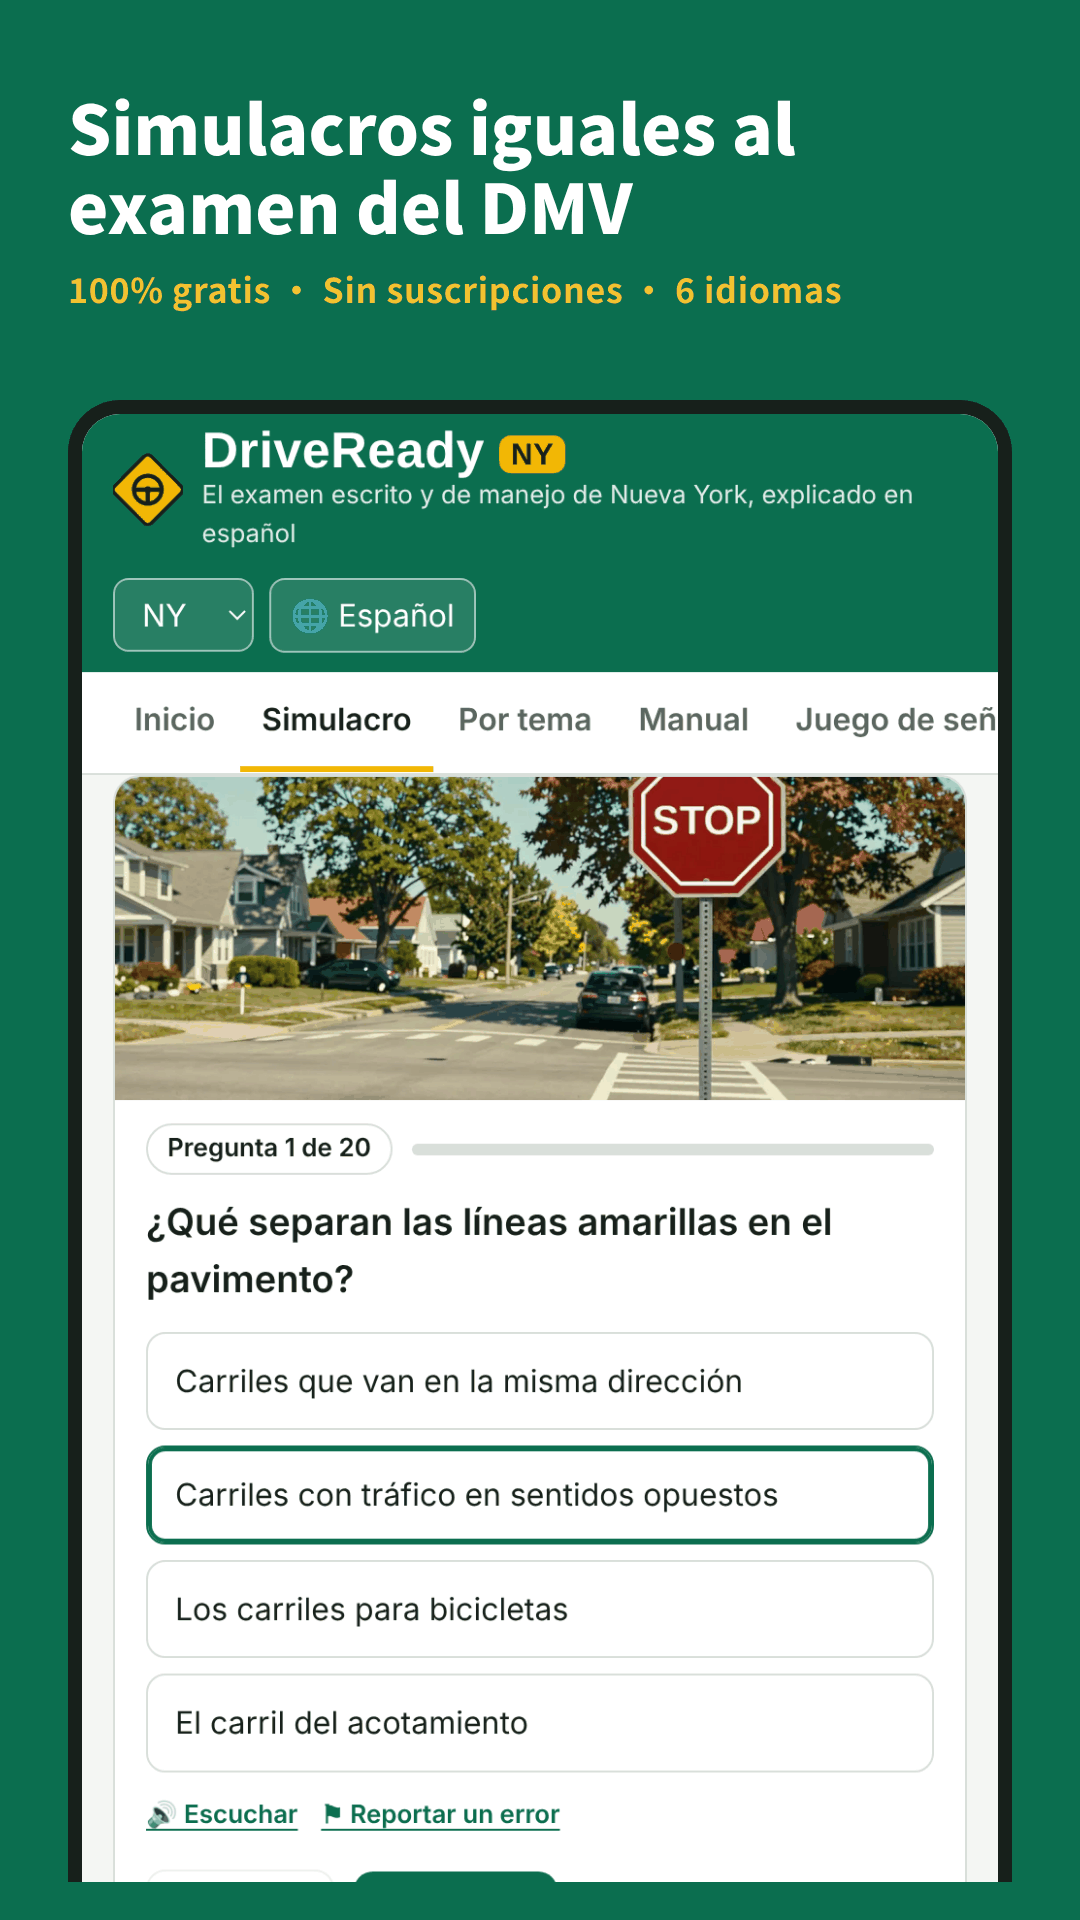 Simulacros iguales al
examen del DMV
100% gratis • Sin suscripciones • 6 idiomas
DriveReady NY
El examen escrito y de manejo de Nueva York, explicado en
español
NY
Español
Inicio Simulacro Por tema Manual Juego de señ
STOP
Pregunta 1 de 20
¿Qué separan las líneas amarillas en el
pavimento?
Carriles que van en la misma dirección
Carriles con tráfico en sentidos opuestos
Los carriles para bicicletas
El carril del acotamiento
Escuchar Reportar un error